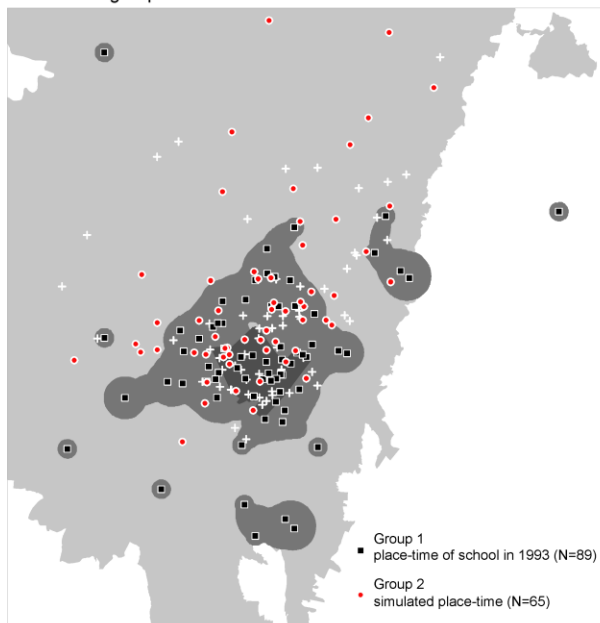 Group 1
place-time of school in 1993 (N=89)
Group 2
simulated place-time (N=65)